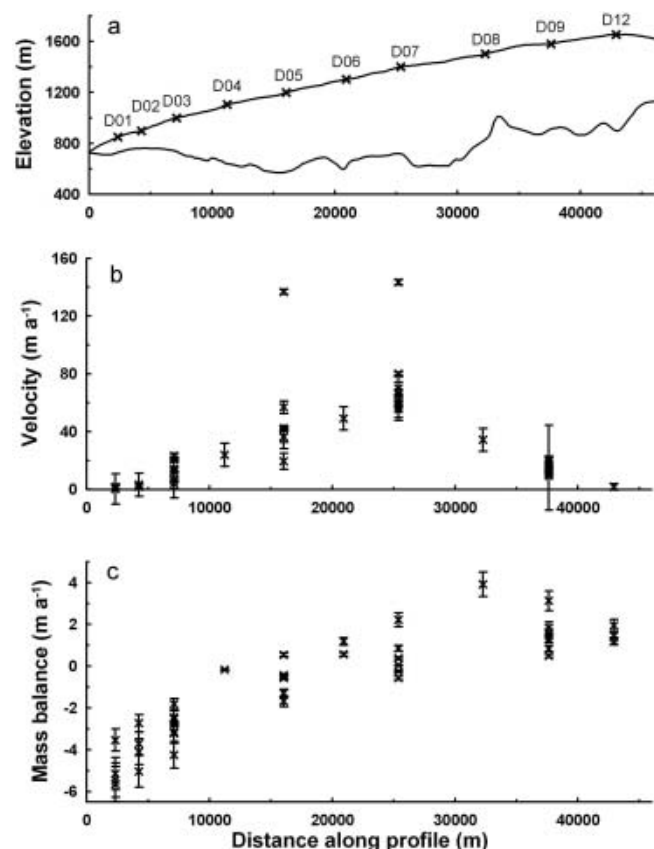 a
Elevation (m)
1600
1200
800
400
D01
D02
D03
D04
D05
D06
D07
D08
D09
D12
0
10000
20000
30000
40000
b
Velocity (m a⁻¹)
160
120
80
40
0
0
10000
20000
30000
40000
c
Mass balance (m a⁻¹)
4
2
0
-2
-4
-6
0
10000
20000
30000
40000
Distance along profile (m)